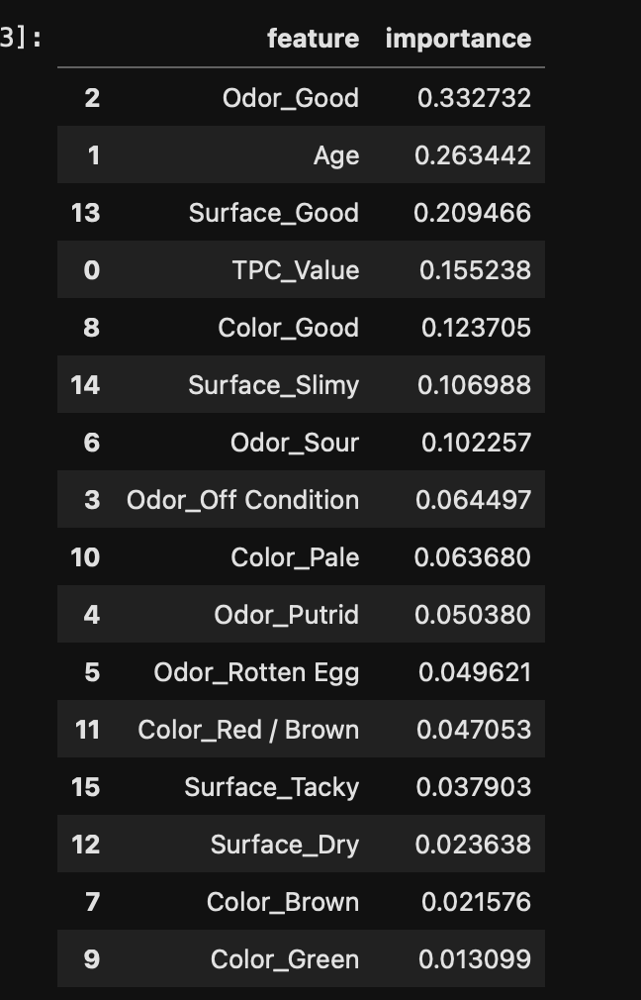 3]:
feature importance
2 Odor_Good 0.332732
1 Age 0.263442
13 Surface_Good 0.209466
0 TPC_Value 0.155238
8 Color_Good 0.123705
14 Surface_Slimy 0.106988
6 Odor_Sour 0.102257
3 Odor_Off Condition 0.064497
10 Color_Pale 0.063680
4 Odor_Putrid 0.050380
5 Odor_Rotten Egg 0.049621
11 Color_Red / Brown 0.047053
15 Surface_Tacky 0.037903
12 Surface_Dry 0.023638
7 Color_Brown 0.021576
9 Color_Green 0.013099